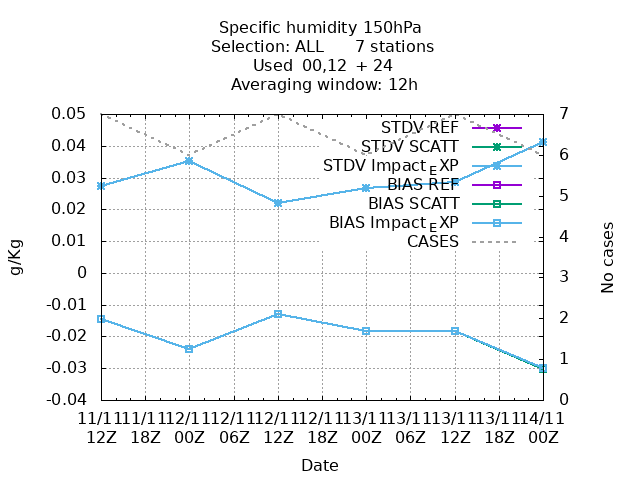 Specific humidity 150hPa
Selection: ALL 7 stations
Used 00,12 + 24
Averaging window: 12h
g/Kg
0.05
0.04
0.03
0.02
0.01
0
-0.01
-0.02
-0.03
-0.04
STDV REF
STDV SCATT
STDV Impact_EXP
BIAS REF
BIAS SCATT
BIAS Impact_EXP
CASES
7
6
5
4
3
2
1
0
No cases
11/11 11/11 12/11 12/11 12/11 12/11 13/11 13/11 13/11 13/11 14/11
12Z 18Z 00Z 06Z 12Z 18Z 00Z 06Z 12Z 18Z 00Z
Date